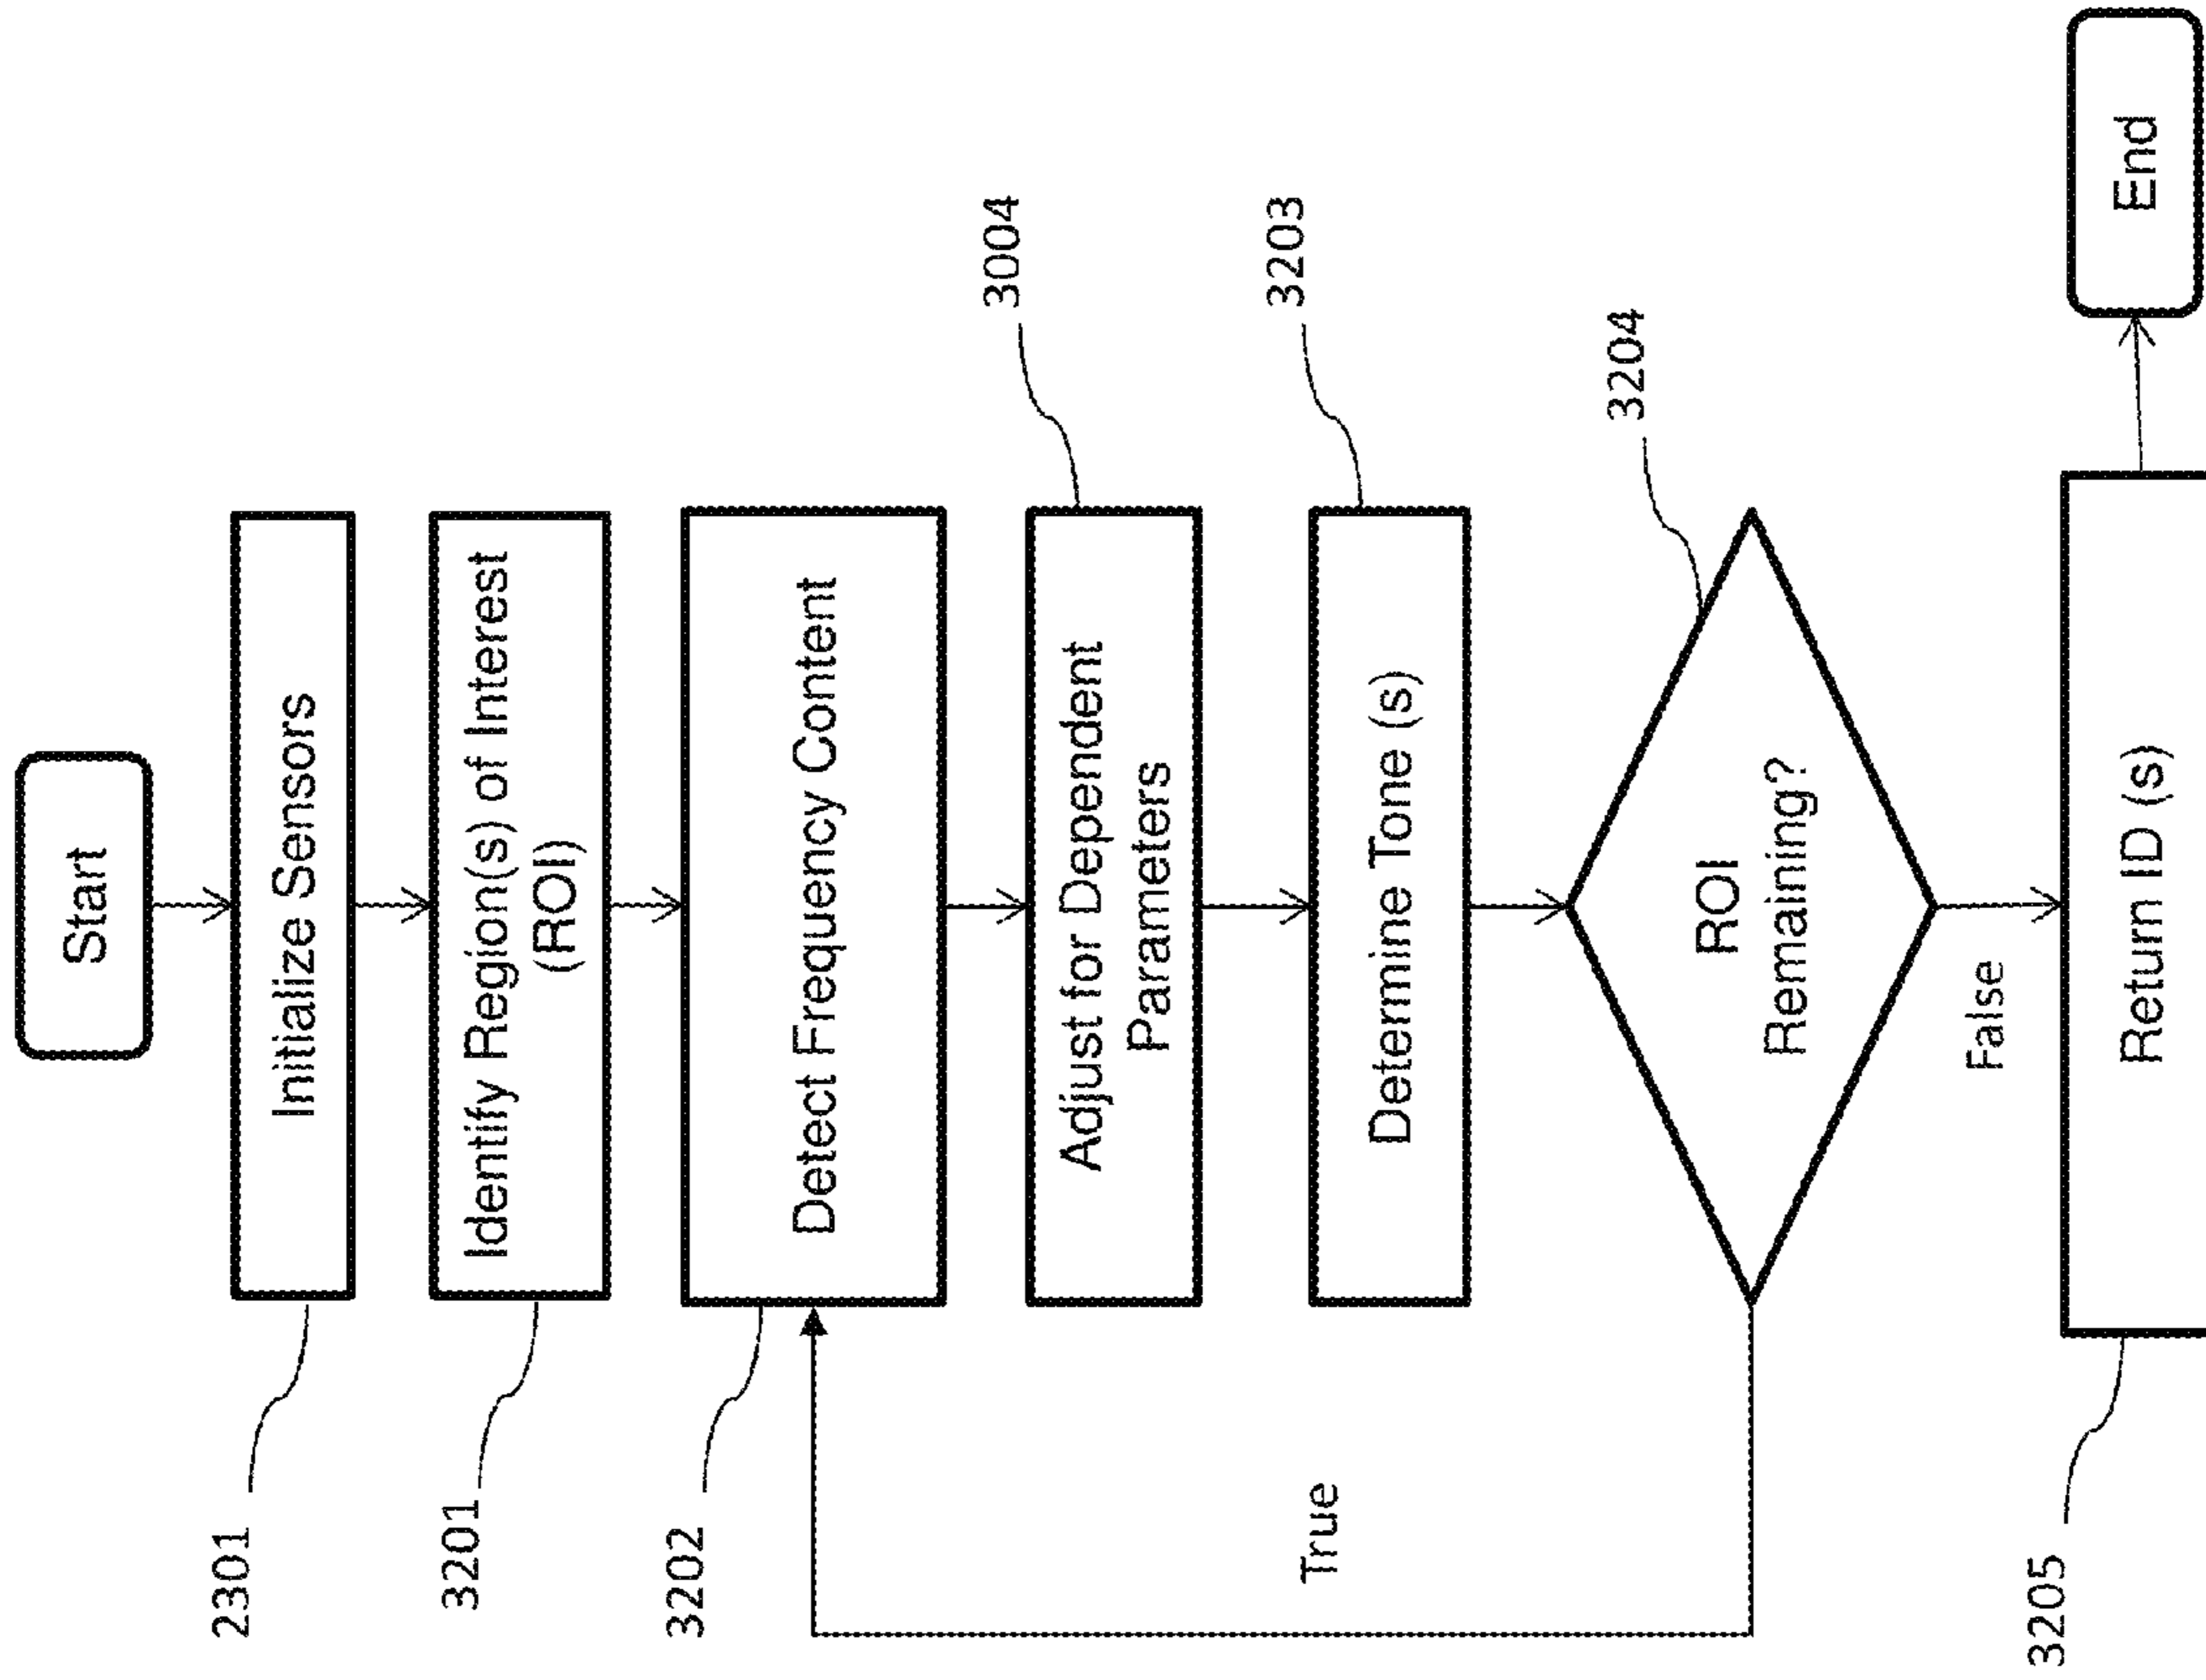 Start
2301
Initialize Sensors
3201
Identify Region(s) of Interest
(ROI)
3202
Detect Frequency Content
3004
Adjust for Dependent
Parameters
3203
Determine Tone (s)
3204
ROI
Remaining?
True
False
3205
Return ID (s)
End